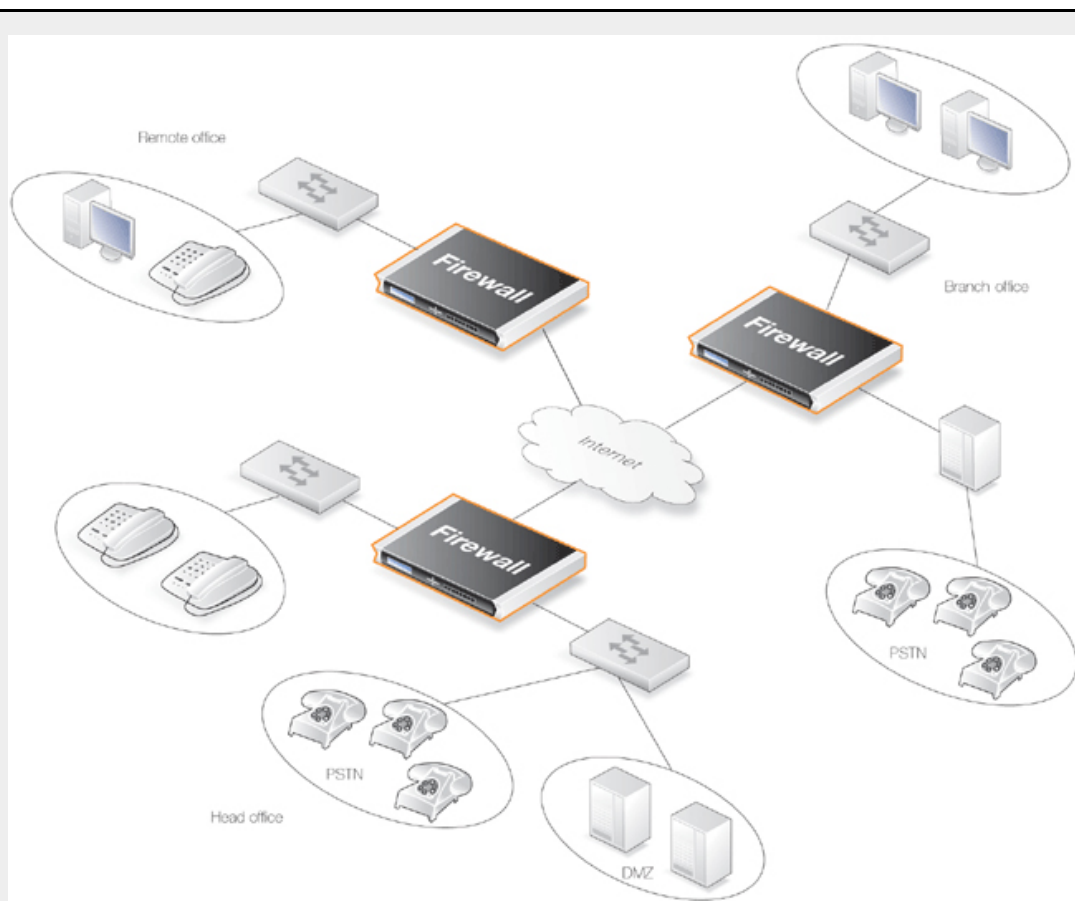 Remote office
Firewall
Branch office
Firewall
Internet
Firewall
PSTN
PSTN
Head office
DMZ